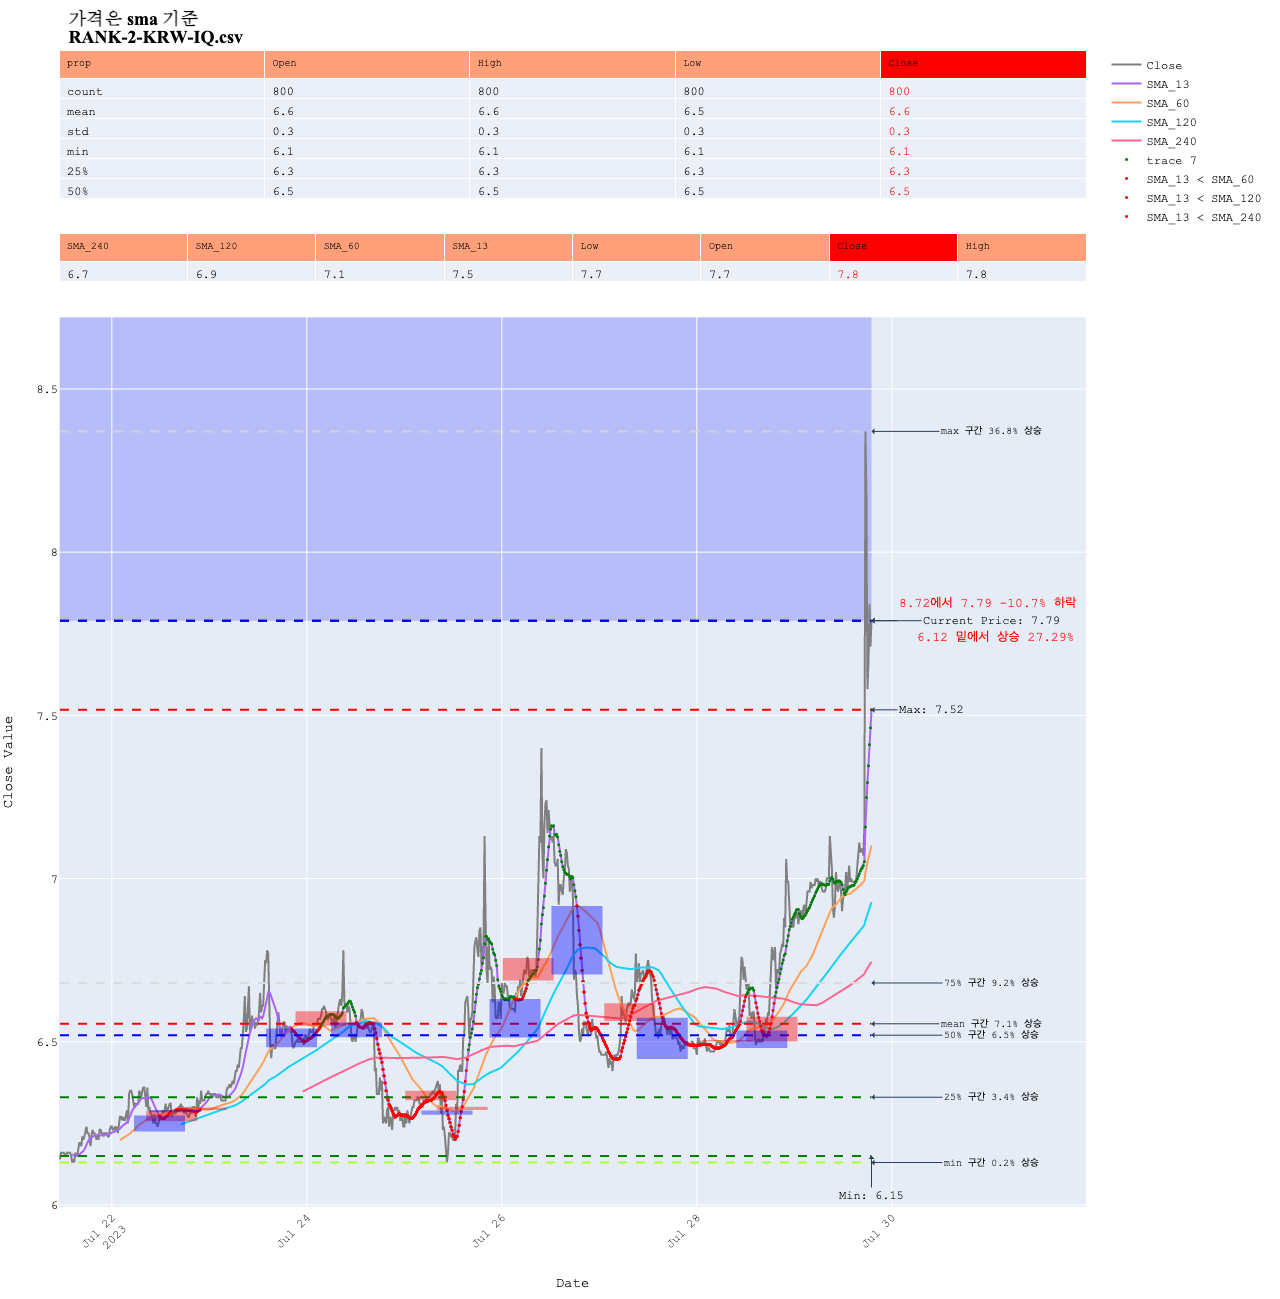 가격은 sma 기준
RANK-2-KRW-IQ.csv
prop Open High Low Close
count 800 800 800 800
mean 6.6 6.6 6.5 6.6
std 0.3 0.3 0.3 0.3
min 6.1 6.1 6.1 6.1
25% 6.3 6.3 6.3 6.3
50% 6.5 6.5 6.5 6.5
SMA_240 SMA_120 SMA_60 SMA_13 Low Open Close High
6.7 6.9 7.1 7.5 7.7 7.7 7.8 7.8
Close
SMA_13
SMA_60
SMA_120
SMA_240
trace 7
SMA_13 < SMA_60
SMA_13 < SMA_120
SMA_13 < SMA_240
8.5
8
7.5
7
6.5
6
Close Value
max 구간 36.8% 상승
8.72에서 7.79 -10.7% 하락
Current Price: 7.79
6.12 밑에서 상승 27.29%
Max: 7.52
75% 구간 9.2% 상승
mean 구간 7.1% 상승
50% 구간 6.5% 상승
25% 구간 3.4% 상승
min 구간 0.2% 상승
Min: 6.15
Jul 22
2023
Jul 24
Jul 26
Jul 28
Jul 30
Date